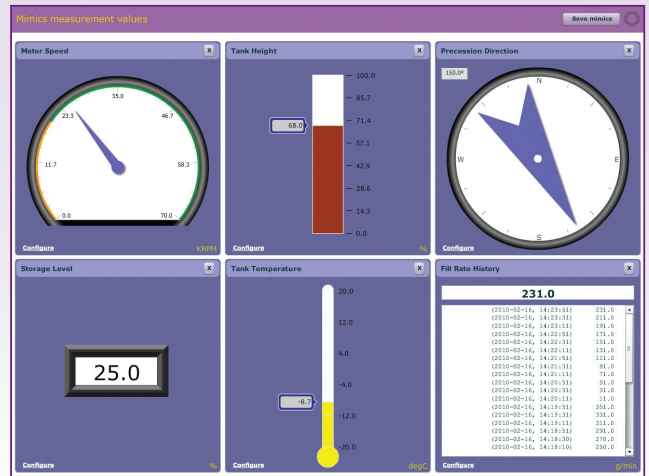 Mimics measurement values
Save mimics
Motor Speed
X
35.0
23.3
46.7
11.7
58.3
0.0
70.0
Configure
KRPM
Tank Height
X
100.0
85.7
71.4
68.0
57.1
42.9
28.6
14.3
0.0
Configure
%
Precession Direction
X
150.0º
N
W
E
S
Configure
Storage Level
X
25.0
Configure
%
Tank Temperature
X
20.0
12.0
4.0
-4.0
-8.7
-12.0
-20.0
Configure
degC
Fill Rate History
X
231.0
(2010-02-16, 14:23:51) 231.0
(2010-02-16, 14:23:31) 211.0
(2010-02-16, 14:23:11) 191.0
(2010-02-16, 14:22:51) 171.0
(2010-02-16, 14:22:31) 151.0
(2010-02-16, 14:22:11) 131.0
(2010-02-16, 14:21:51) 111.0
(2010-02-16, 14:21:31) 91.0
(2010-02-16, 14:21:11) 71.0
(2010-02-16, 14:20:51) 51.0
(2010-02-16, 14:20:31) 31.0
(2010-02-16, 14:20:11) 11.0
(2010-02-16, 14:19:51) 351.0
(2010-02-16, 14:19:31) 331.0
(2010-02-16, 14:19:11) 311.0
(2010-02-16, 14:18:51) 291.0
(2010-02-16, 14:18:30) 270.0
(2010-02-16, 14:18:10) 250.0
Configure
g/min